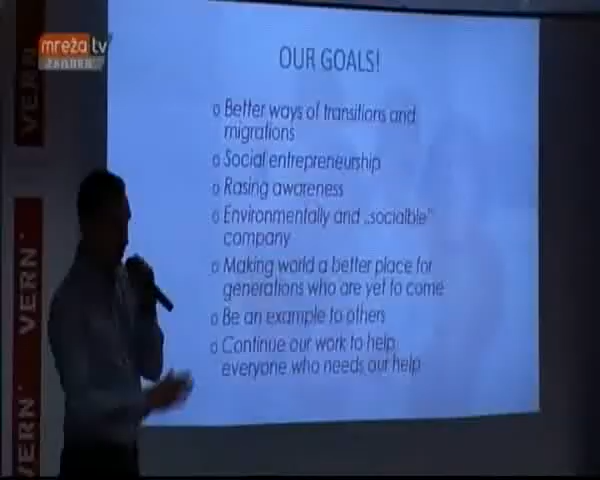 mreža tv
ZAGREB
VERN'
VERN'
VERN'
OUR GOALS!
o Better ways of transitions and
migrations
o Social entrepreneurship
o Rasing awareness
o Environmentally and „socialble"
company
o Making world a better place for
generations who are yet to come
o Be an example to others
o Continue our work to help
everyone who needs our help